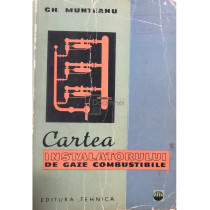 GH. MUNTEANU
Cartea
INSTALATORULUI
DE GAZE COMBUSTIBILE
EDITURA TEHNICA